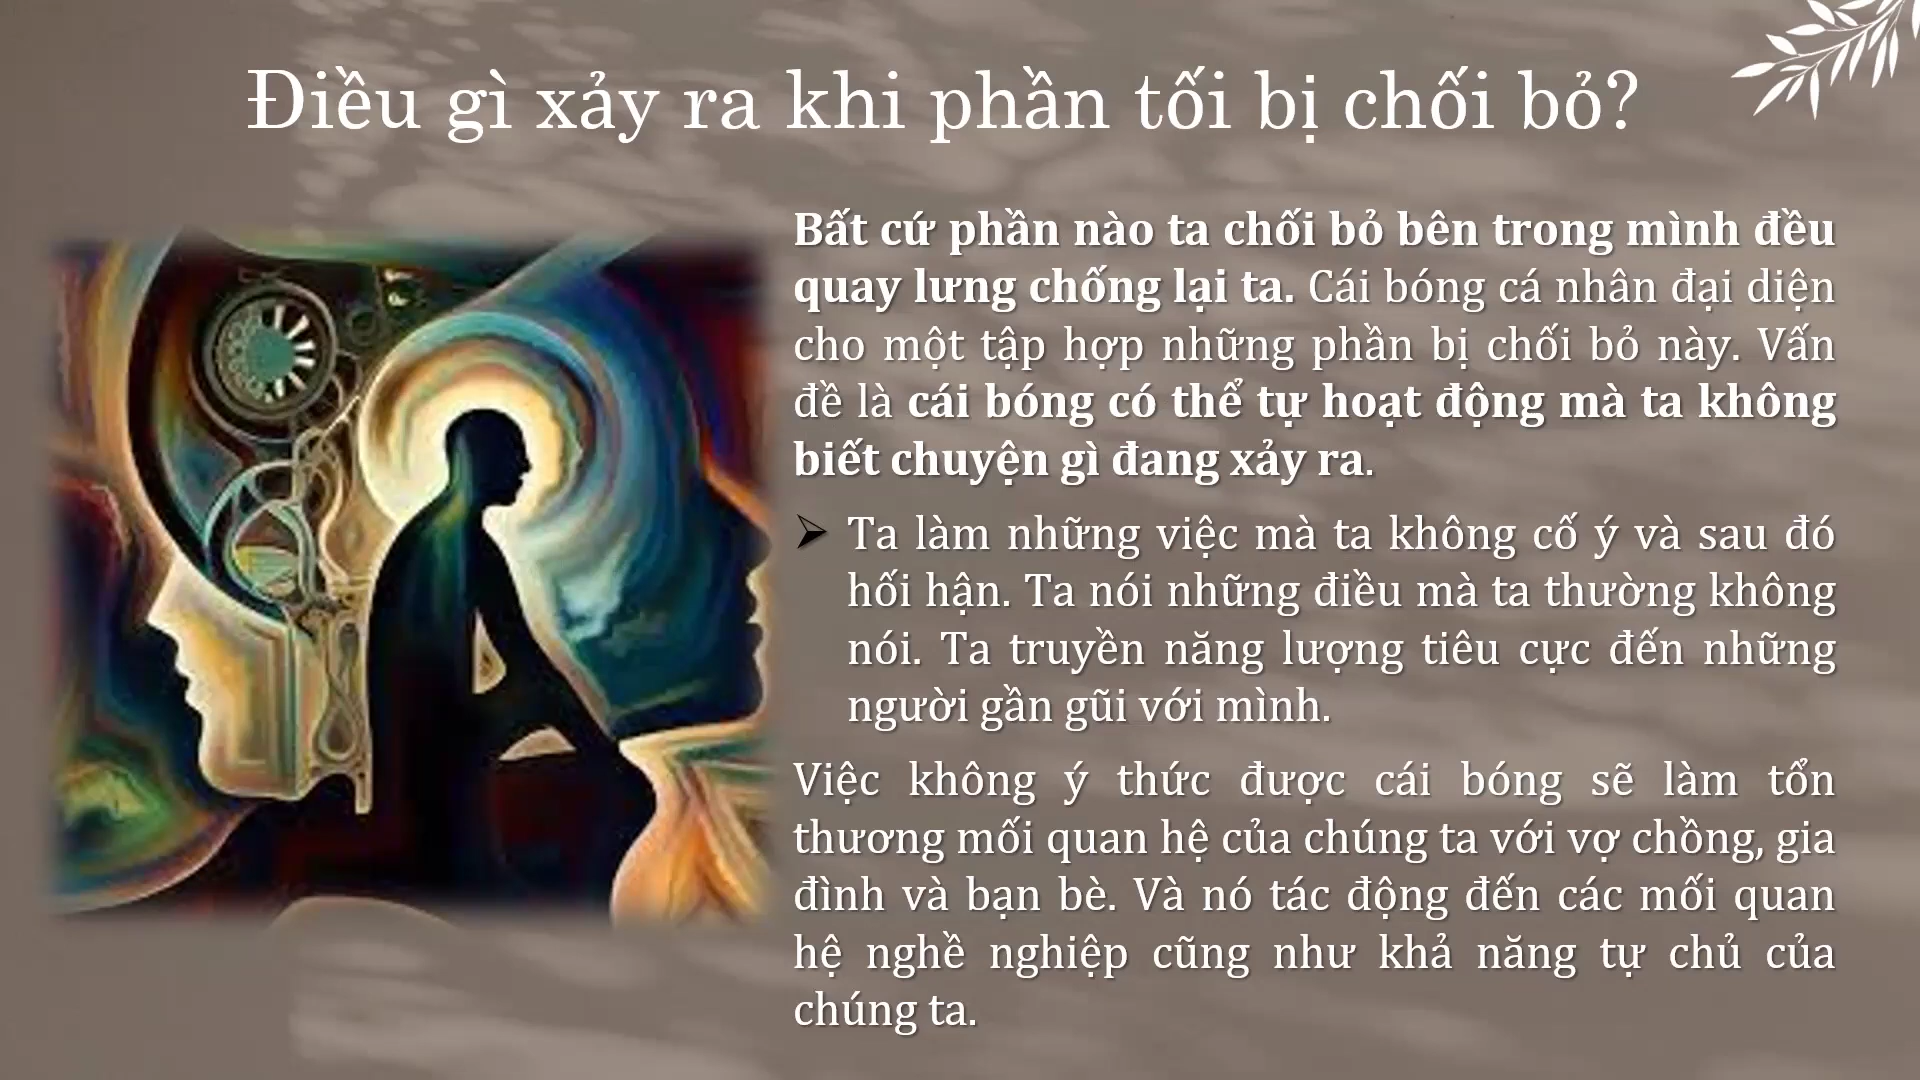 Điều gì xảy ra khi phần tối bị chối bỏ?
Bất cứ phần nào ta chối bỏ bên trong mình đều
quay lưng chống lại ta. Cái bóng cá nhân đại diện
cho một tập hợp những phần bị chối bỏ này. Vấn
đề là cái bóng có thể tự hoạt động mà ta không
biết chuyện gì đang xảy ra.
➢ Ta làm những việc mà ta không cố ý và sau đó
hối hận. Ta nói những điều mà ta thường không
nói. Ta truyền năng lượng tiêu cực đến những
người gần gũi với mình.
Việc không ý thức được cái bóng sẽ làm tổn
thương mối quan hệ của chúng ta với vợ chồng, gia
đình và bạn bè. Và nó tác động đến các mối quan
hệ nghề nghiệp cũng như khả năng tự chủ của
chúng ta.